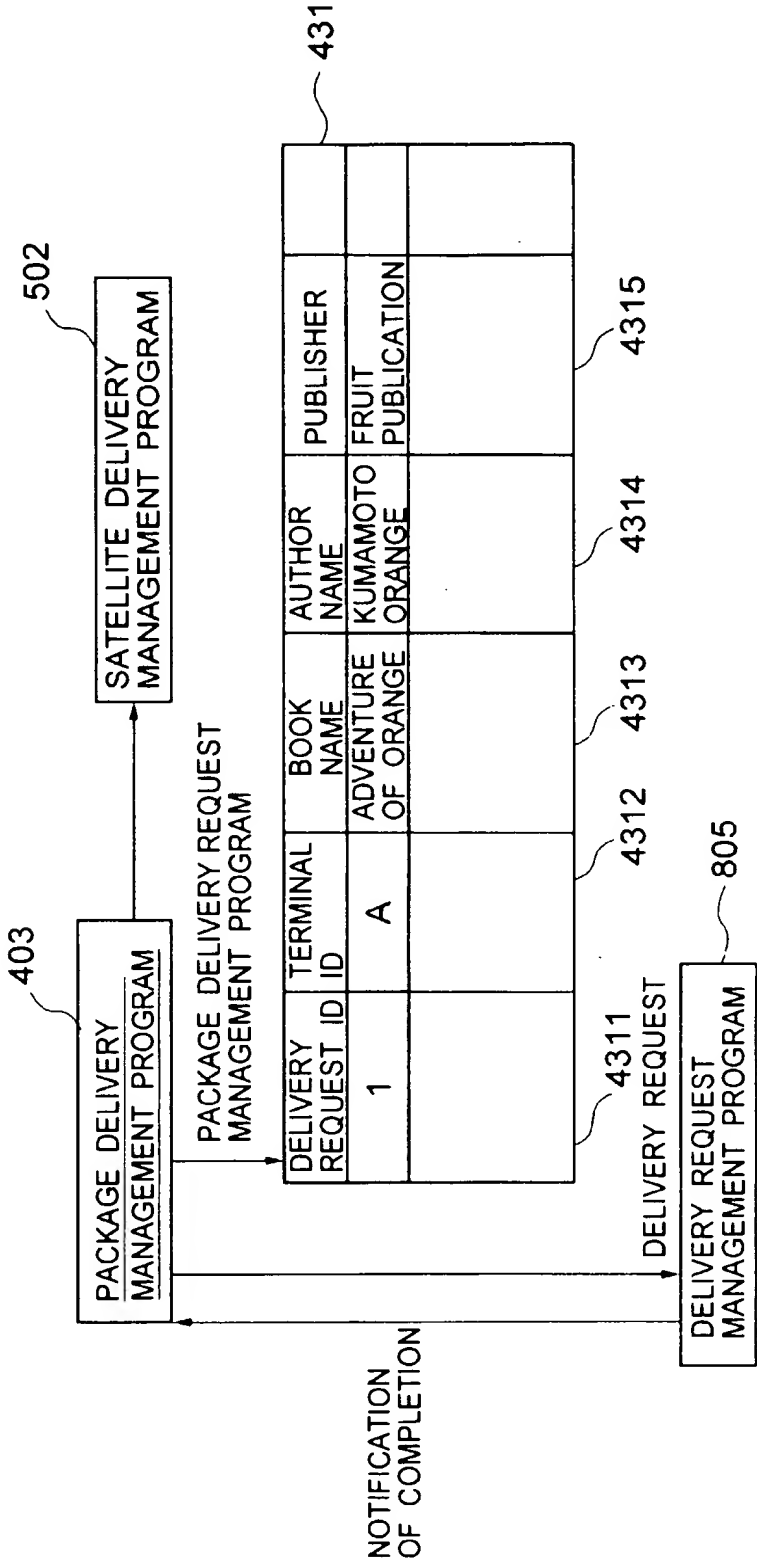 403
PACKAGE DELIVERY
MANAGEMENT PROGRAM
502
SATELLITE DELIVERY
MANAGEMENT PROGRAM
PACKAGE DELIVERY REQUEST
MANAGEMENT PROGRAM
431
DELIVERY
REQUEST ID
TERMINAL
ID
BOOK
NAME
AUTHOR
NAME
PUBLISHER
1
A
ADVENTURE
OF ORANGE
KUMAMOTO
ORANGE
FRUIT
PUBLICATION
4311
4312
4313
4314
4315
NOTIFICATION
OF COMPLETION
DELIVERY REQUEST
805
DELIVERY REQUEST
MANAGEMENT PROGRAM